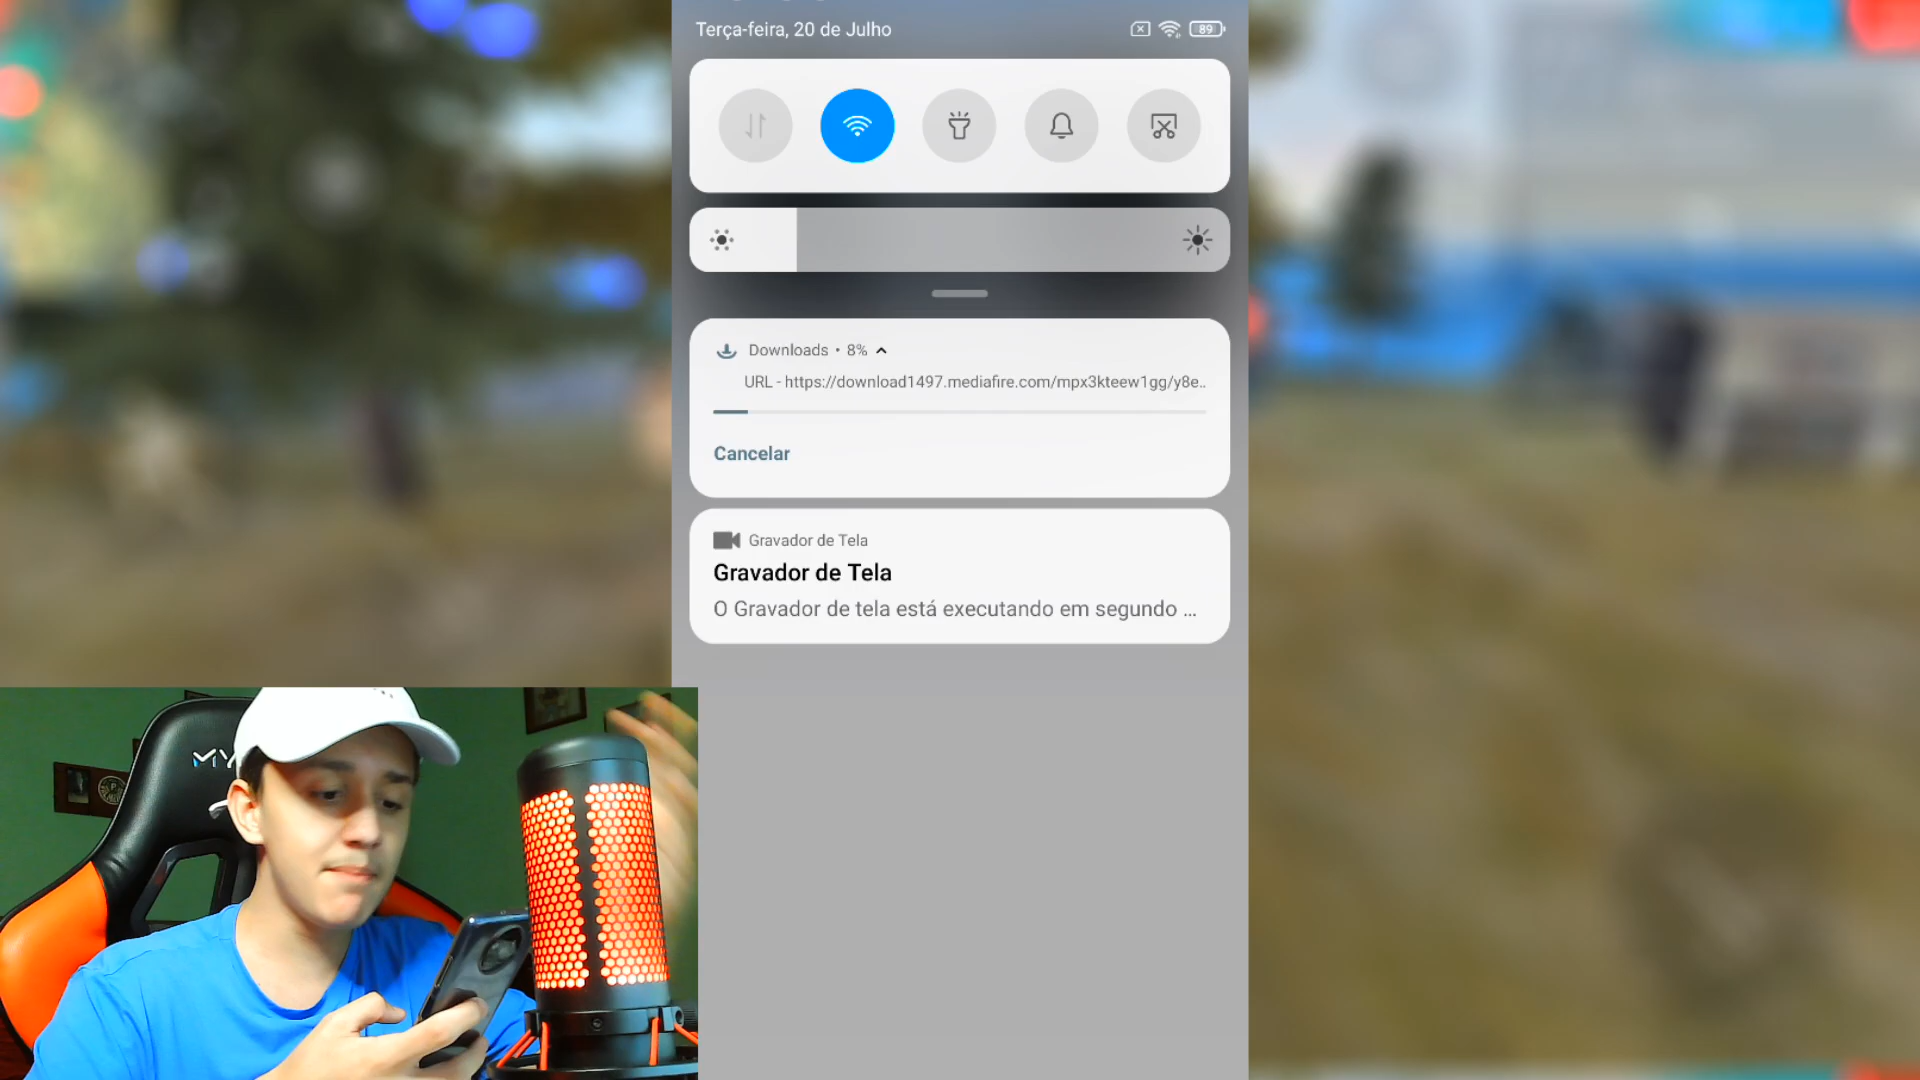 Terça-feira, 20 de Julho
89
Downloads • 8%
URL - https://download1497.mediafire.com/mpx3kteew1gg/y8e..
Cancelar
Gravador de Tela
Gravador de Tela
O Gravador de tela está executando em segundo ...
MY